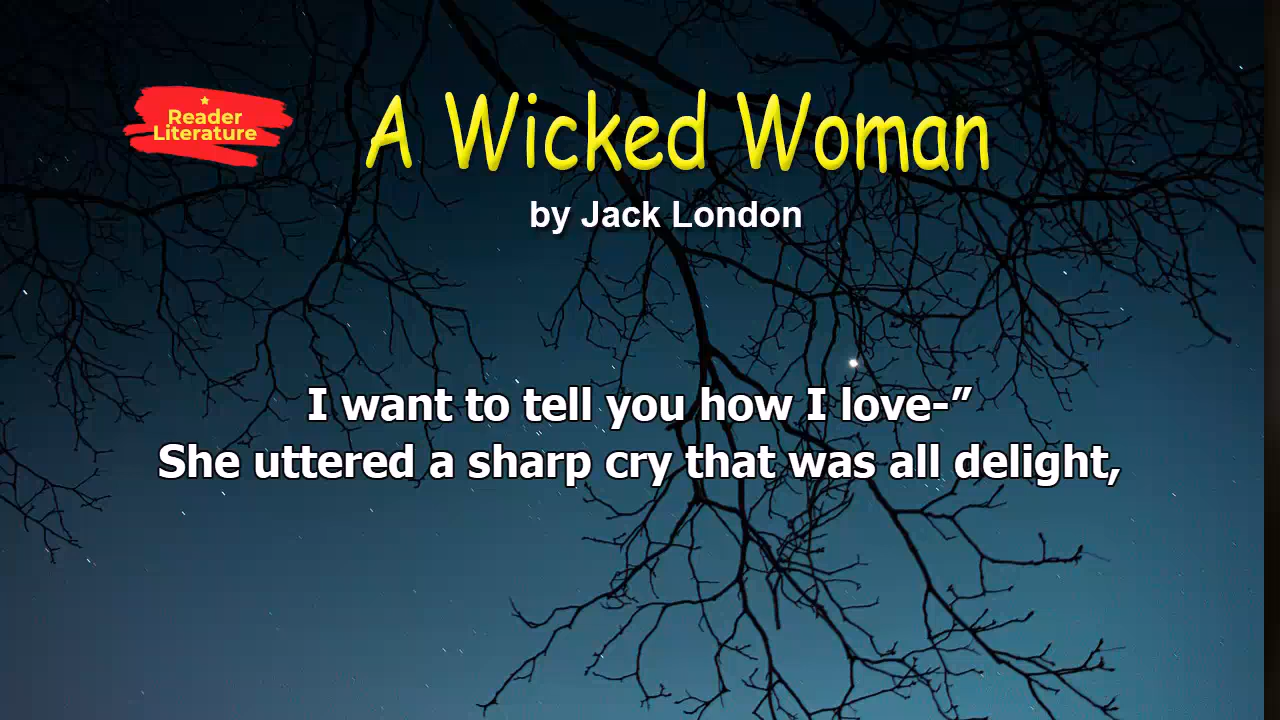 Reader
Literature
A Wicked Woman
by Jack London
I want to tell you how I love-”
She uttered a sharp cry that was all delight,